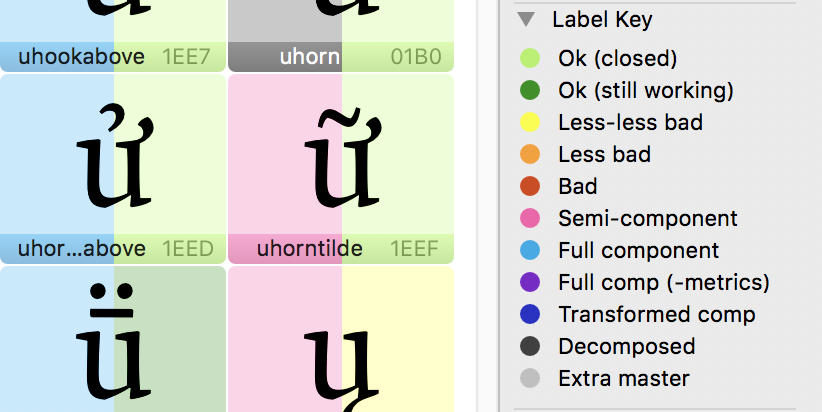 uhookabove 1EE7
uhorn 01B0
ử
ữ
uhor...above 1EED
uhorntilde 1EEF
Label Key
Ok (closed)
Ok (still working)
Less-less bad
Less bad
Bad
Semi-component
Full component
Full comp (-metrics)
Transformed comp
Decomposed
Extra master